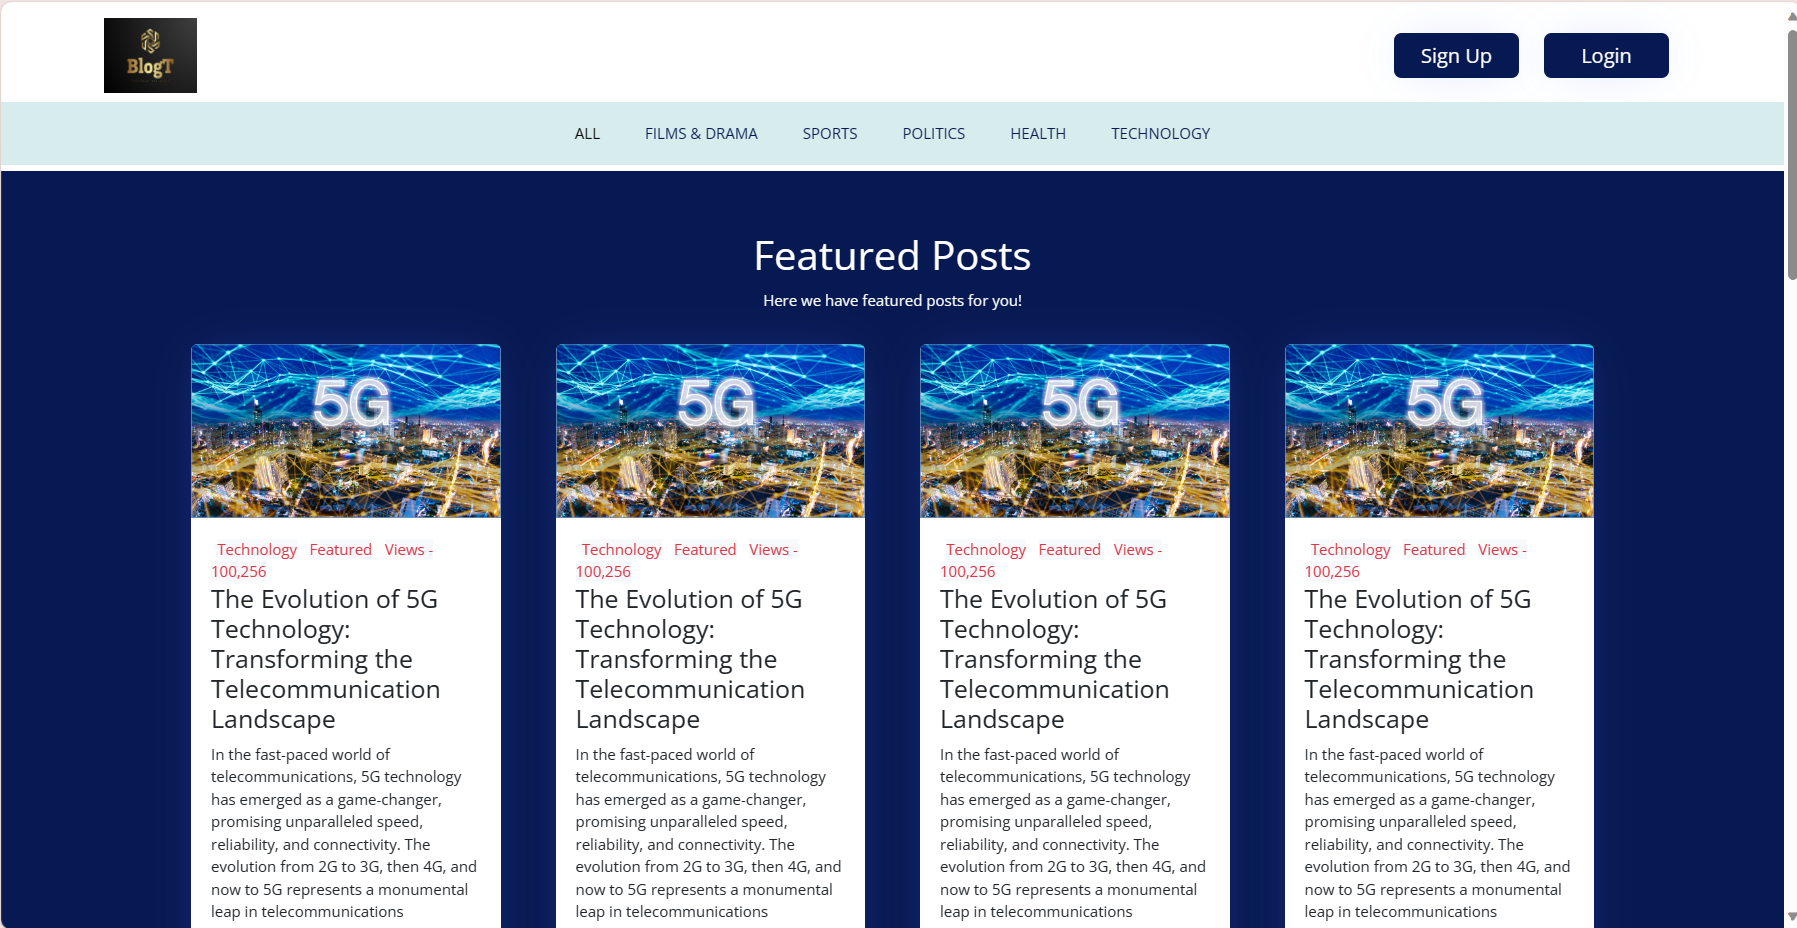 BlogT
Sign Up
Login
ALL
FILMS & DRAMA
SPORTS
POLITICS
HEALTH
TECHNOLOGY
Featured Posts
Here we have featured posts for you!
5G
Technology Featured Views -
100,256
The Evolution of 5G
Technology:
Transforming the
Telecommunication
Landscape
In the fast-paced world of
telecommunications, 5G technology
has emerged as a game-changer,
promising unparalleled speed,
reliability, and connectivity. The
evolution from 2G to 3G, then 4G, and
now to 5G represents a monumental
leap in telecommunications
5G
Technology Featured Views -
100,256
The Evolution of 5G
Technology:
Transforming the
Telecommunication
Landscape
In the fast-paced world of
telecommunications, 5G technology
has emerged as a game-changer,
promising unparalleled speed,
reliability, and connectivity. The
evolution from 2G to 3G, then 4G, and
now to 5G represents a monumental
leap in telecommunications
5G
Technology Featured Views -
100,256
The Evolution of 5G
Technology:
Transforming the
Telecommunication
Landscape
In the fast-paced world of
telecommunications, 5G technology
has emerged as a game-changer,
promising unparalleled speed,
reliability, and connectivity. The
evolution from 2G to 3G, then 4G, and
now to 5G represents a monumental
leap in telecommunications
5G
Technology Featured Views -
100,256
The Evolution of 5G
Technology:
Transforming the
Telecommunication
Landscape
In the fast-paced world of
telecommunications, 5G technology
has emerged as a game-changer,
promising unparalleled speed,
reliability, and connectivity. The
evolution from 2G to 3G, then 4G, and
now to 5G represents a monumental
leap in telecommunications